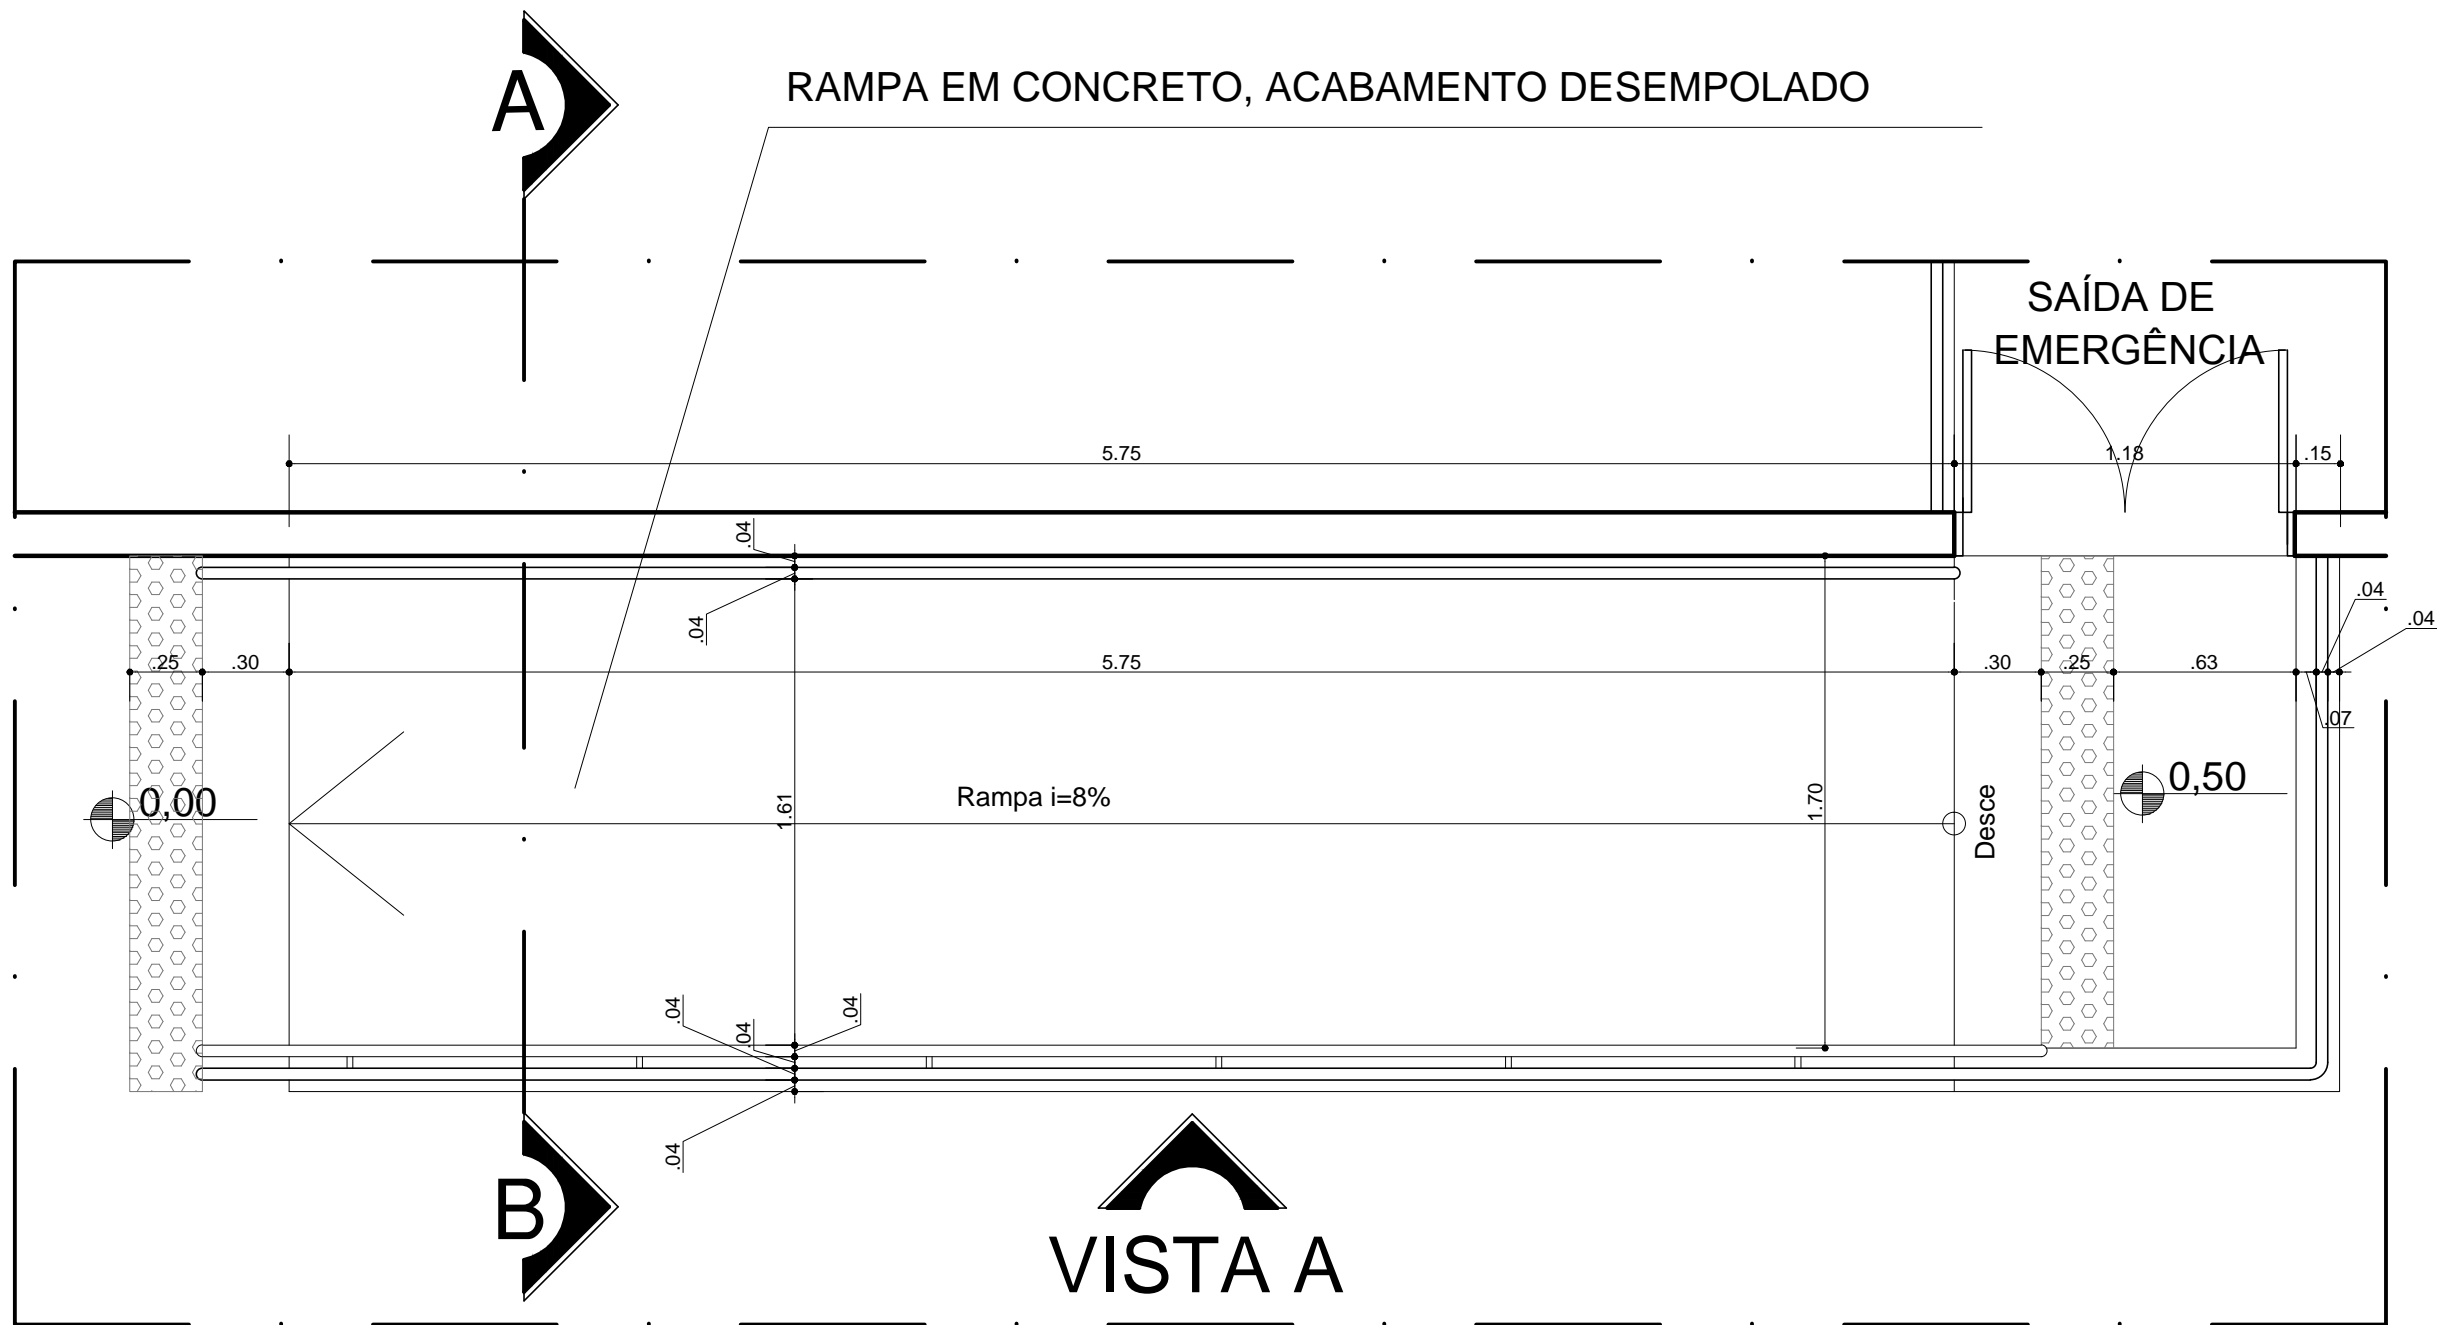 A
RAMPA EM CONCRETO, ACABAMENTO DESEMPOLADO
SAÍDA DE
EMERGÊNCIA
5.75
1.18
.15
.04
.04
.04
.04
.25
.30
5.75
.30
.25
.63
.07
0,00
1.61
Rampa i=8%
1.70
Desce
0,50
.04
.04
.04
.04
B
VISTA A